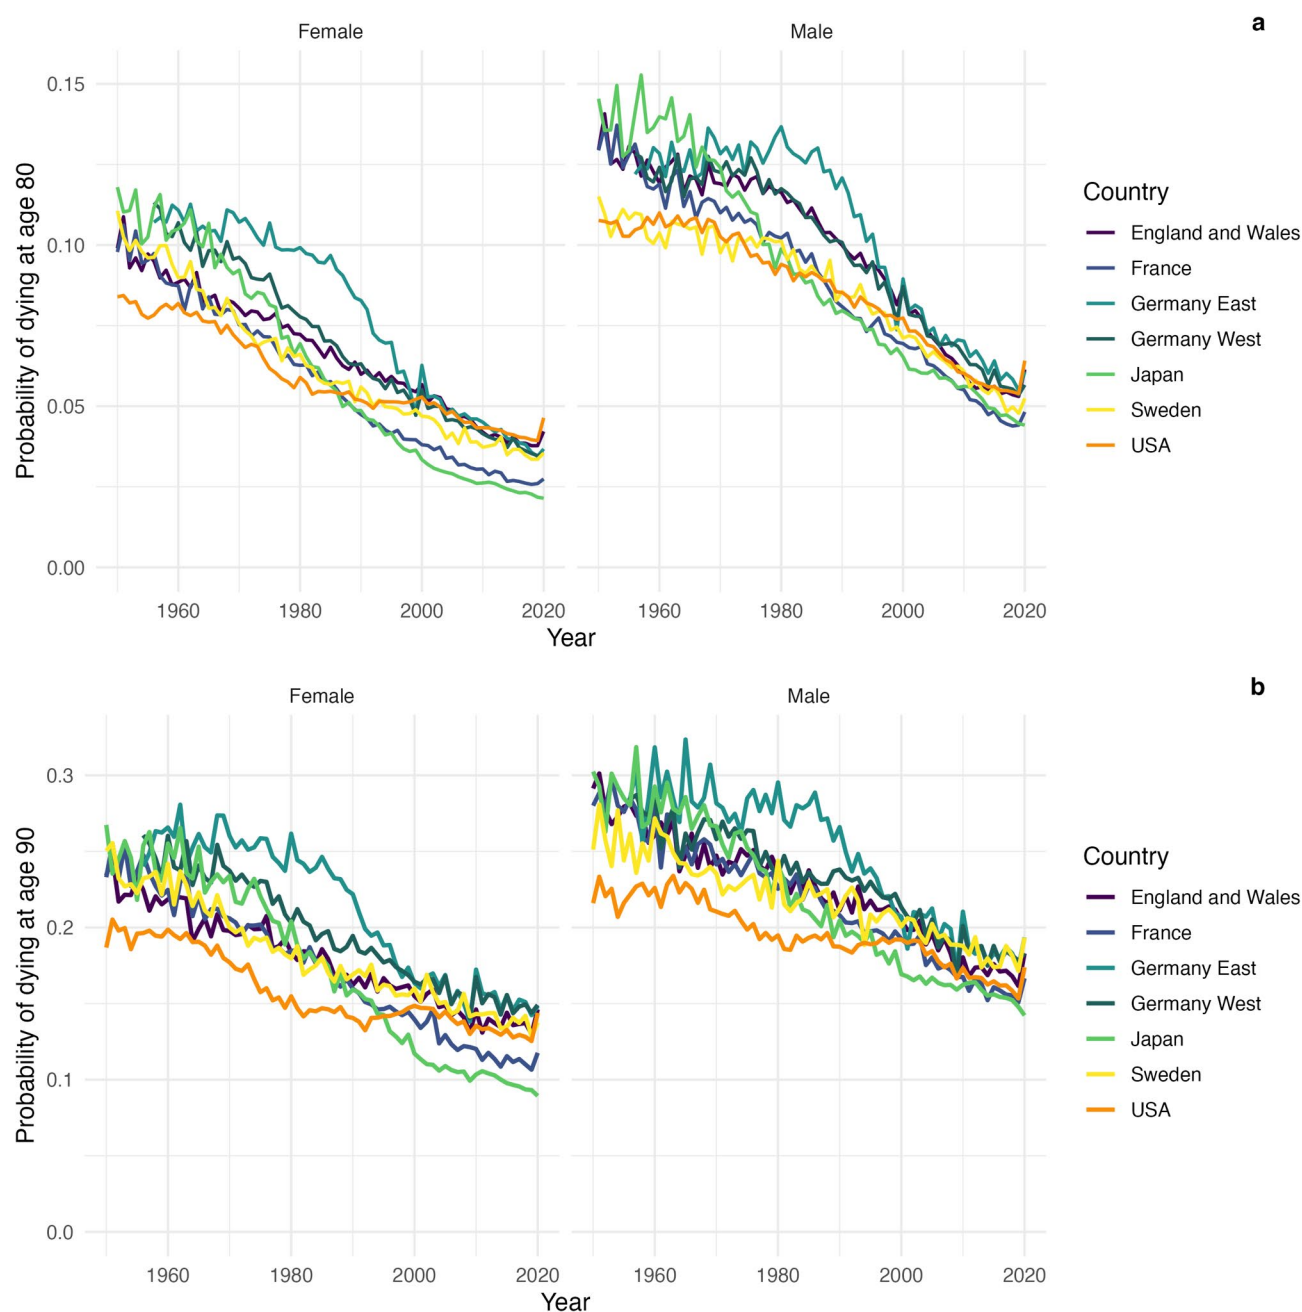 a
Female Male
Probability of dying at age 80
0.15
0.10
0.05
0.00
1960 1980 2000 2020 1960 1980 2000 2020
Year
Country
England and Wales
France
Germany East
Germany West
Japan
Sweden
USA
b
Female Male
Probability of dying at age 90
0.3
0.2
0.1
0.0
1960 1980 2000 2020 1960 1980 2000 2020
Year
Country
England and Wales
France
Germany East
Germany West
Japan
Sweden
USA